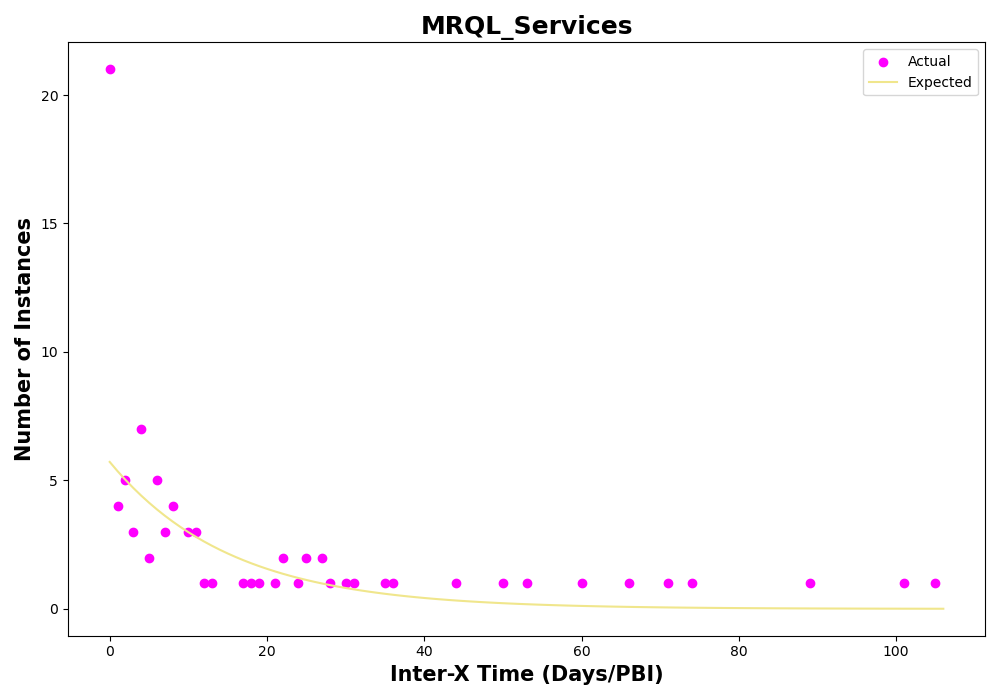 MRQL_Services
Actual
Expected
Number of Instances
20
15
10
5
0
0 20 40 60 80 100
Inter-X Time (Days/PBI)